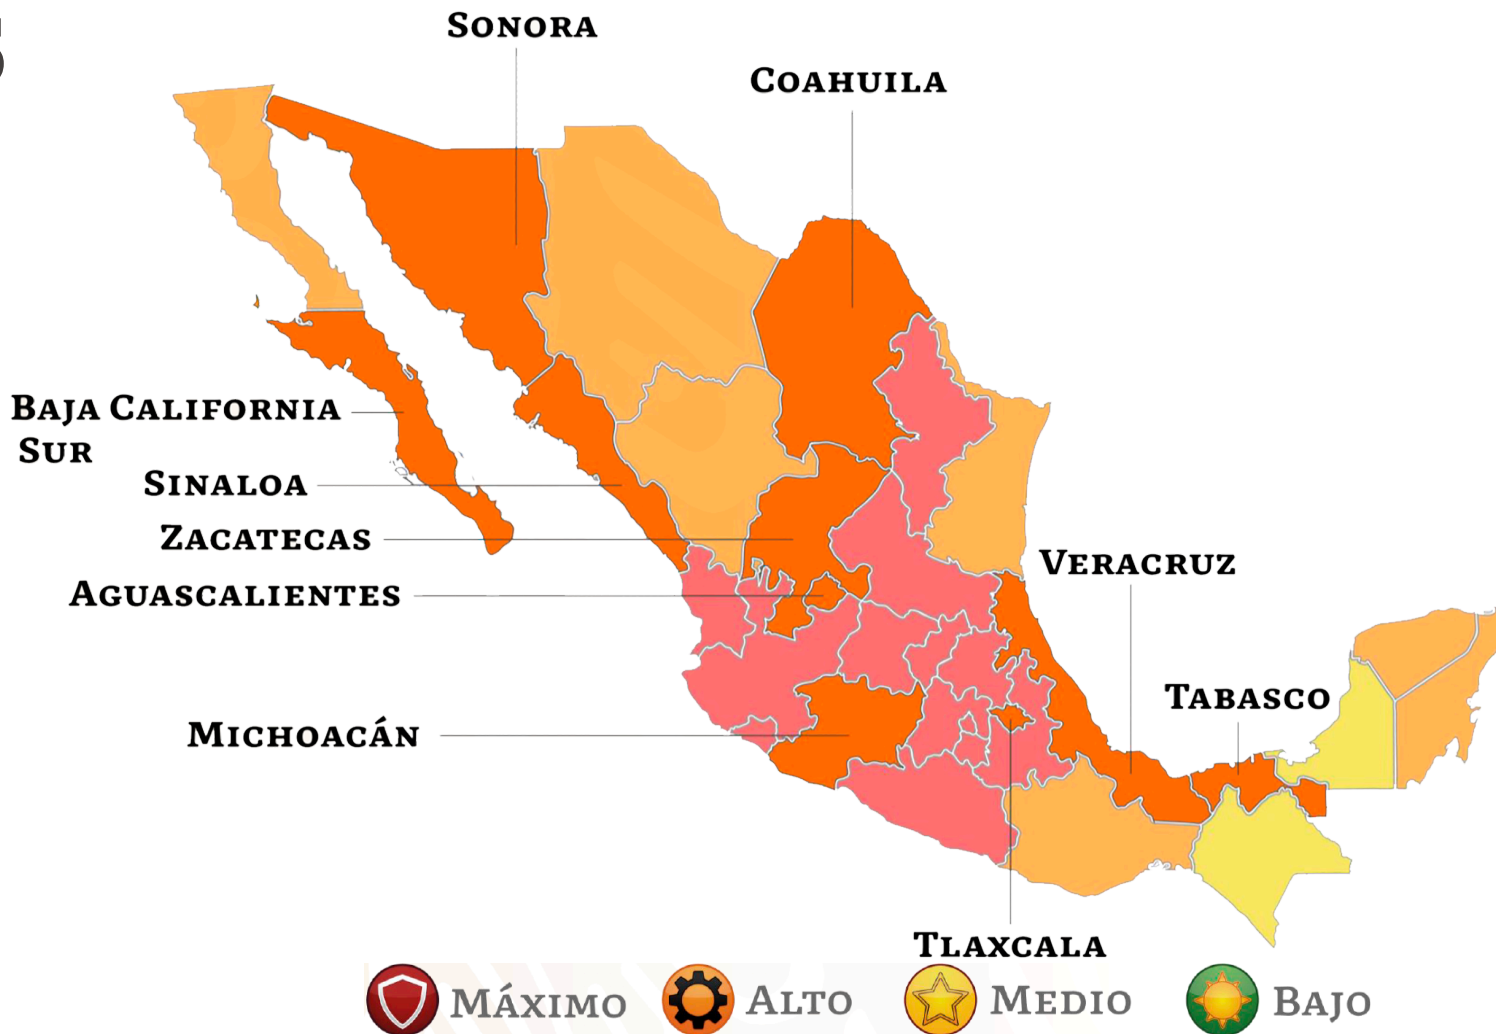 SONORA
COAHUILA
BAJA CALIFORNIA
SUR
SINALOA
ZACATECAS
AGUASCALIENTES
VERACRUZ
TABASCO
MICHOACÁN
TLAXCALA
MÁXIMO
ALTO
MEDIO
BAJO